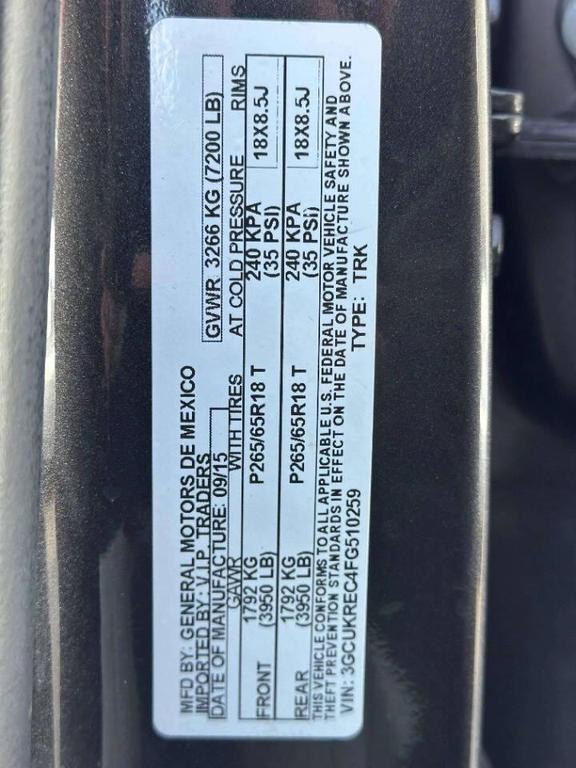 MFD BY: GENERAL MOTORS DE MEXICO
IMPORTED BY: V.I.P. TRADERS
DATE OF MANUFACTURE: 09/15 GVWR 3266 KG (7200 LB)
GAWR WITH TIRES AT COLD PRESSURE RIMS
FRONT 1792 KG P265/65R18 T 240 KPA 18X8.5J
(3950 LB) (35 PSI)
REAR 1792 KG P265/65R18 T 240 KPA 18X8.5J
(3950 LB) (35 PSI)
THIS VEHICLE CONFORMS TO ALL APPLICABLE U.S. FEDERAL MOTOR VEHICLE SAFETY AND
THEFT PREVENTION STANDARDS IN EFFECT ON THE DATE OF MANUFACTURE SHOWN ABOVE.
VIN: 3GCUKREC4FG510259 TYPE: TRK